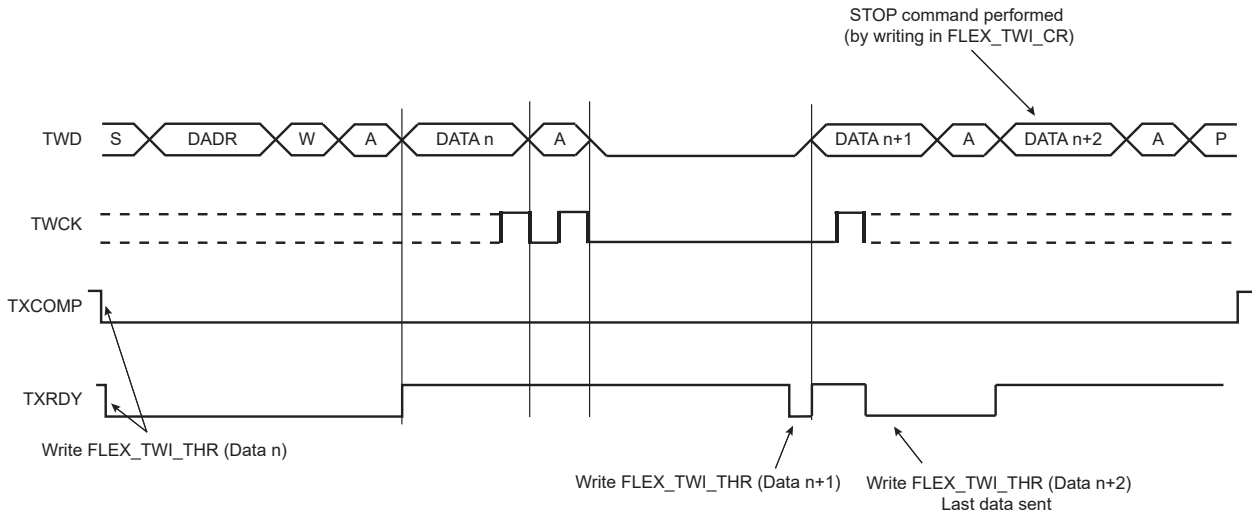 STOP command performed
(by writing in FLEX_TWI_CR)
TWD S DADR W A DATA n A DATA n+1 A DATA n+2 A P
TWCK
TXCOMP
TXRDY
Write FLEX_TWI_THR (Data n)
Write FLEX_TWI_THR (Data n+1)
Write FLEX_TWI_THR (Data n+2)
Last data sent